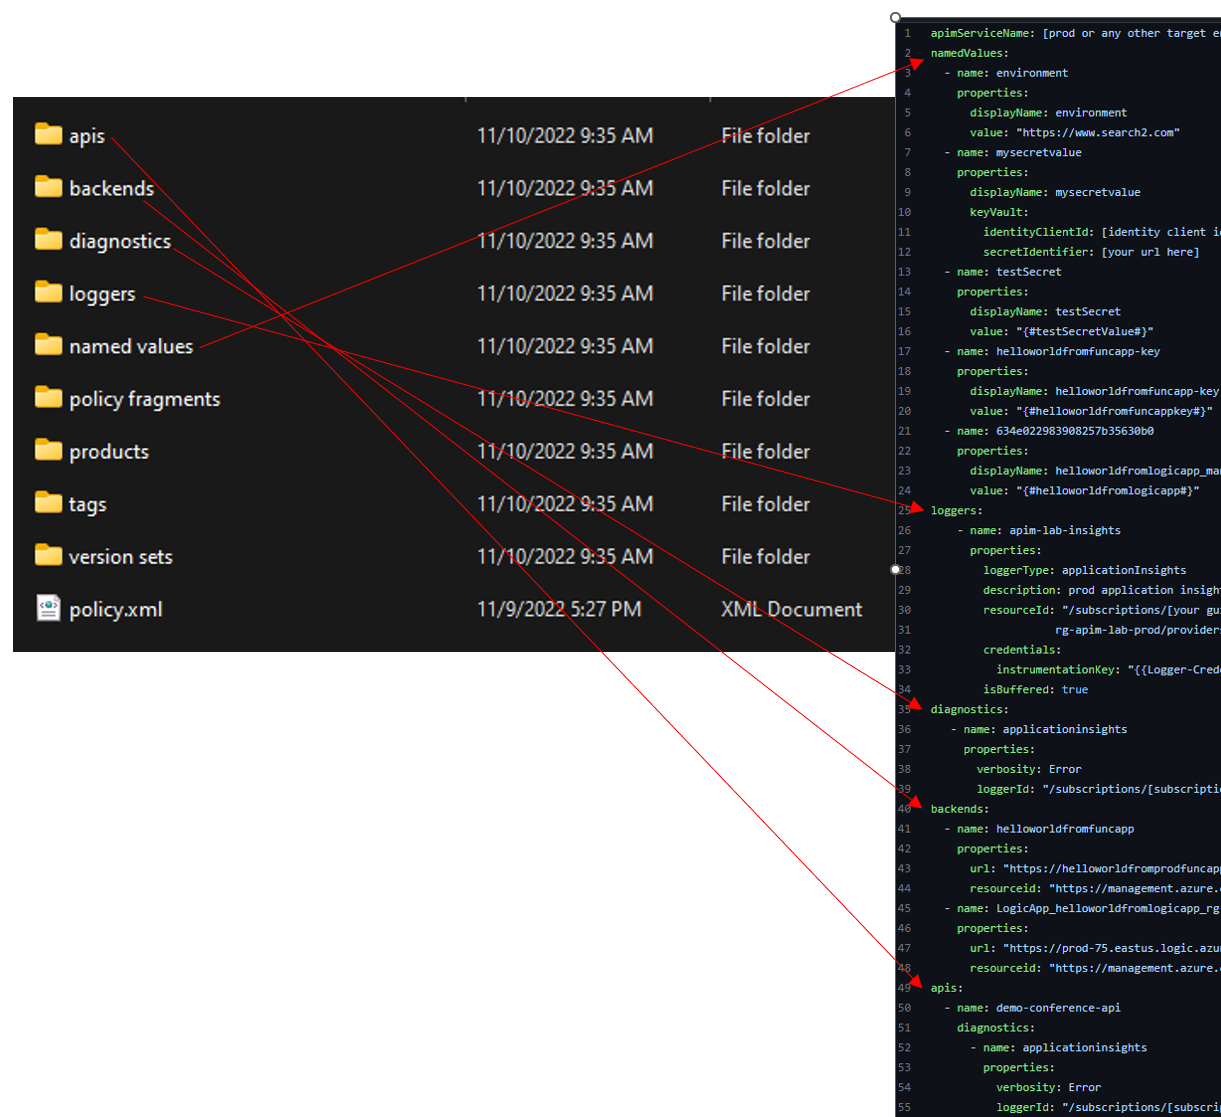 apis 11/10/2022 9:35 AM File folder
backends 11/10/2022 9:35 AM File folder
diagnostics 11/10/2022 9:35 AM File folder
loggers 11/10/2022 9:35 AM File folder
named values 11/10/2022 9:35 AM File folder
policy fragments 11/10/2022 9:35 AM File folder
products 11/10/2022 9:35 AM File folder
tags 11/10/2022 9:35 AM File folder
version sets 11/10/2022 9:35 AM File folder
policy.xml 11/9/2022 5:27 PM XML Document
1 apimServiceName: [prod or any other target e
2 namedValues:
3 - name: environment
4 properties:
5 displayName: environment
6 value: "https://www.search2.com"
7 - name: mysecretvalue
8 properties:
9 displayName: mysecretvalue
10 keyVault:
11 identityClientId: [identity client i
12 secretIdentifier: [your url here]
13 - name: testSecret
14 properties:
15 displayName: testSecret
16 value: "{#testSecretValue#}"
17 - name: helloworldfromfuncapp-key
18 properties:
19 displayName: helloworldfromfuncapp-key
20 value: "{#helloworldfromfuncappkey#}"
21 - name: 634e022983908257b35630b0
22 properties:
23 displayName: helloworldfromlogicapp_ma
24 value: "{#helloworldfromlogicapp#}"
25 loggers:
26 - name: apim-lab-insights
27 properties:
28 loggerType: applicationInsights
29 description: prod application insigh
30 resourceId: "/subscriptions/[your gu
31 rg-apim-lab-prod/providers
32 credentials:
33 instrumentationKey: "{{Logger-Cred
34 isBuffered: true
35 diagnostics:
36 - name: applicationinsights
37 properties:
38 verbosity: Error
39 loggerId: "/subscriptions/[subscripti
40 backends:
41 - name: helloworldfromfuncapp
42 properties:
43 url: "https://helloworldfromprodfuncap
44 resourceid: "https://management.azure.
45 - name: LogicApp_helloworldfromlogicapp_rg
46 properties:
47 url: "https://prod-75.eastus.logic.azu
48 resourceid: "https://management.azure.
49 apis:
50 - name: demo-conference-api
51 diagnostics:
52 - name: applicationinsights
53 properties:
54 verbosity: Error
55 loggerId: "/subscriptions/[subscri